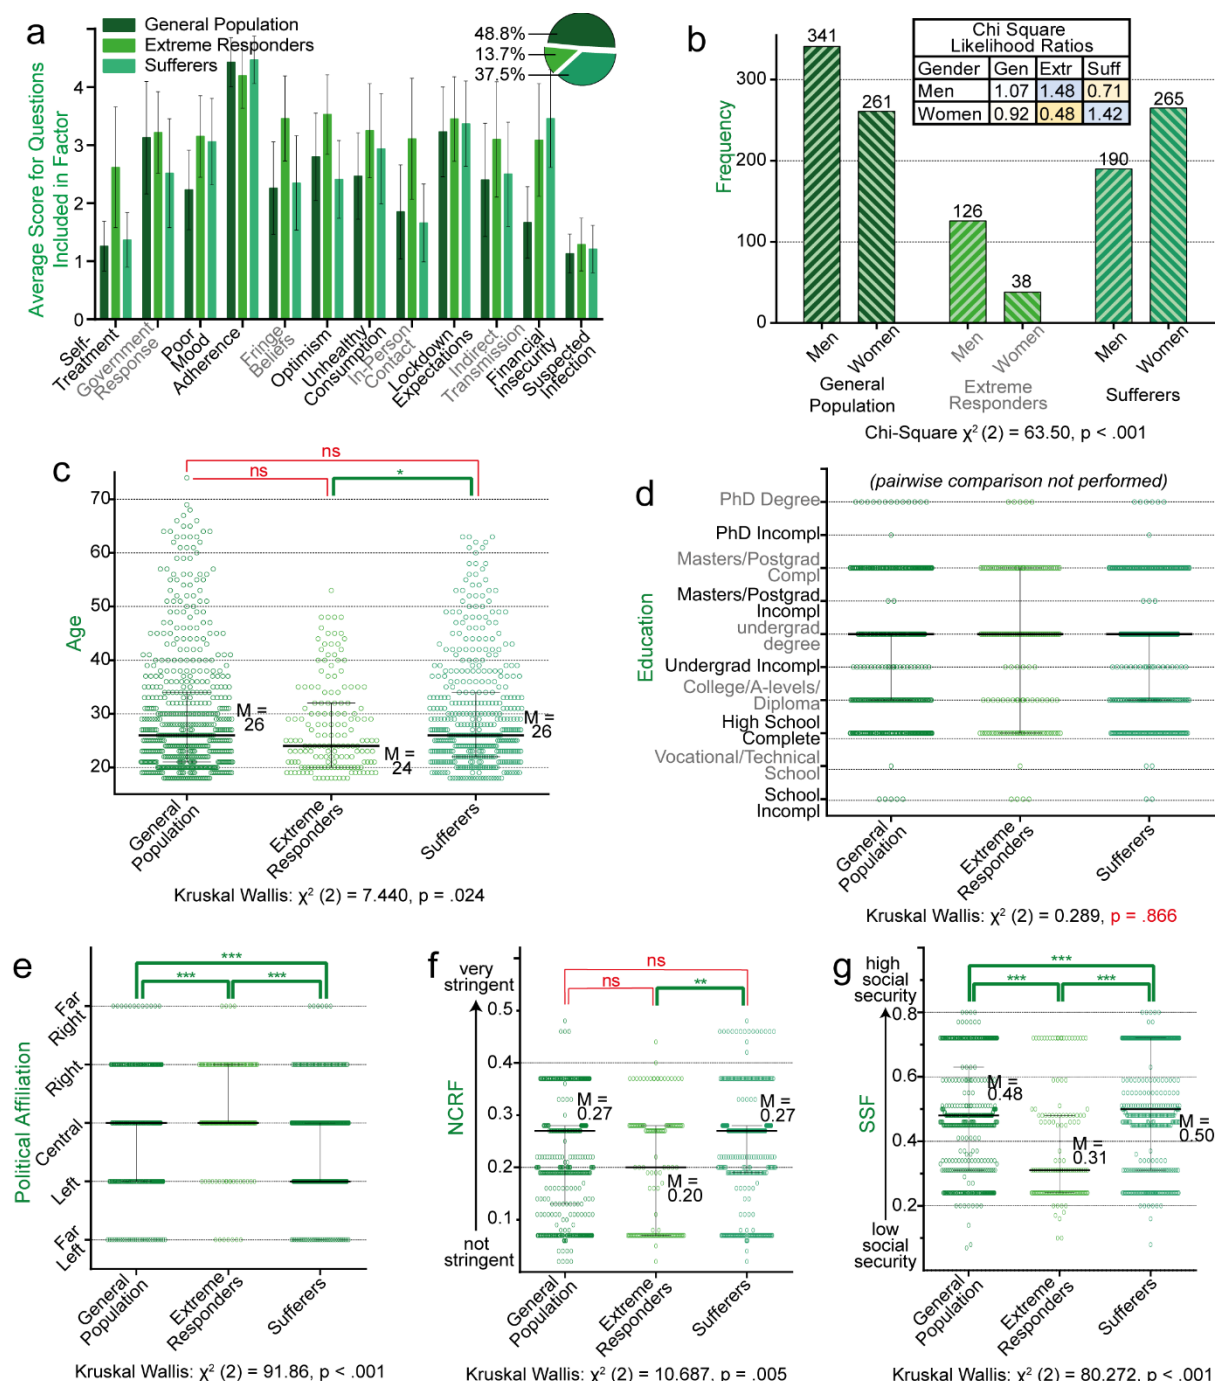 a
General Population
Extreme Responders
Sufferers
48.8%
13.7%
37.5%
Average Score for Questions
Included in Factor
4
3
2
1
0
Self-
Treatment
Government
Response
Poor
Mood
Adherence
Fringe
Beliefs
Optimism
Unhealthy
Consumption
In-Person
Contact
Lockdown
Expectations
Indirect
Transmission
Financial
Insecurity
Suspected
Infection
b
Chi Square
Likelihood Ratios
Gender Gen Extr Suff
Men 1.07 1.48 0.71
Women 0.92 0.48 1.42
Frequency
300
200
100
0
341
261
126
38
190
265
Men
Women
Men
Women
Men
Women
General
Population
Extreme
Responders
Sufferers
Chi-Square χ² (2) = 63.50, p < .001
c
ns
ns
*
Age
70
60
50
40
30
20
M =
26
M =
24
M =
26
General
Population
Extreme
Responders
Sufferers
Kruskal Wallis: χ² (2) = 7.440, p = .024
d
(pairwise comparison not performed)
Education
PhD Degree
PhD Incompl
Masters/Postgrad
Compl
Masters/Postgrad
Incompl
undergrad
degree
Undergrad Incompl
College/A-levels/
Diploma
High School
Complete
Vocational/Technical
School
School
Incompl
General
Population
Extreme
Responders
Sufferers
Kruskal Wallis: χ² (2) = 0.289, p = .866
e
***
***
***
Political Affiliation
Far
Right
Right
Central
Left
Far
Left
General
Population
Extreme
Responders
Sufferers
Kruskal Wallis: χ² (2) = 91.86, p < .001
f
very
stringent
ns
ns
**
NCRF
0.5
0.4
0.3
0.2
0.1
not
stringent
M =
0.27
M =
0.20
M =
0.27
General
Population
Extreme
Responders
Sufferers
Kruskal Wallis: χ² (2) = 10.687, p = .005
g
high
social
security
***
***
***
SSF
0.8
0.6
0.4
0.2
low
social
security
M =
0.48
M =
0.31
M =
0.50
General
Population
Extreme
Responders
Sufferers
Kruskal Wallis: χ² (2) = 80.272, p < .001